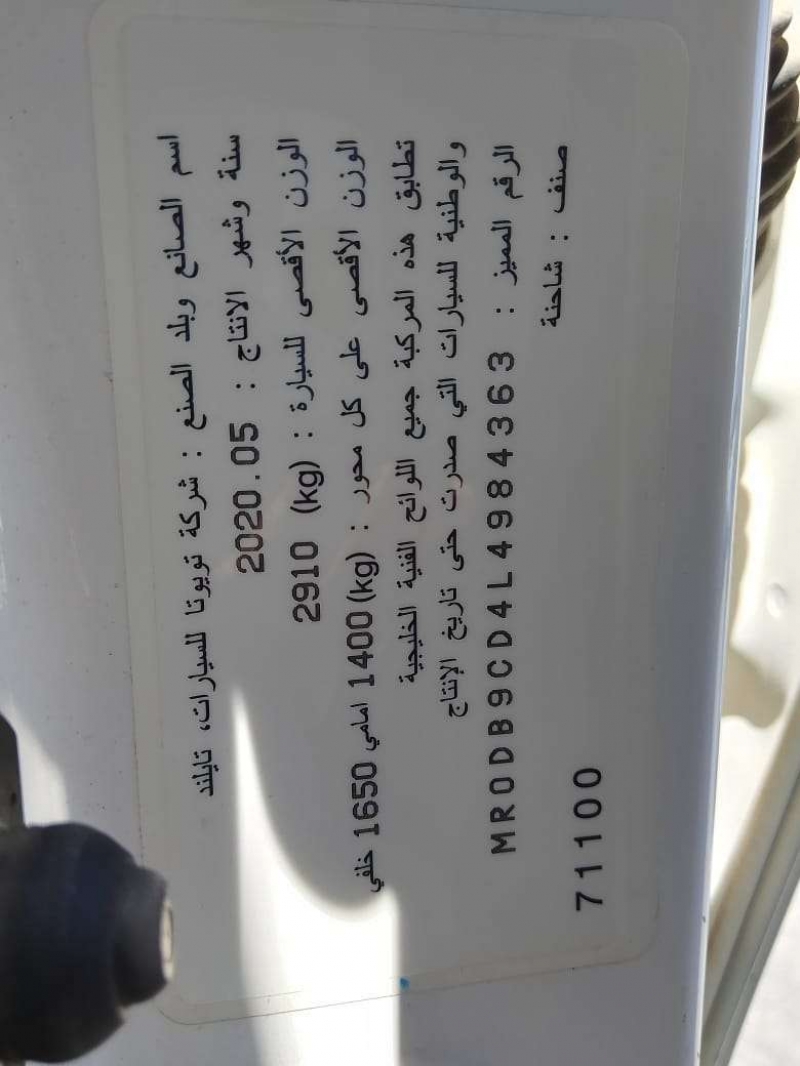 اسم الصانع وبلد الصنع : شركة تويوتا للسيارات، تايلند
سنة وشهر الانتاج : 2020.05
الوزن الأقصى للسيارة : (kg) 2910
الوزن الأقصى على كل محور : (kg) 1400 امامي 1650 خلفي
تطابق هذه المركبة جميع اللوائح الفنية الخليجية
والوطنية للسيارات التي صدرت حتى تاريخ الإنتاج
الرقم المميز : MR0DB9CD4L4984363
صنف : شاحنة
71100